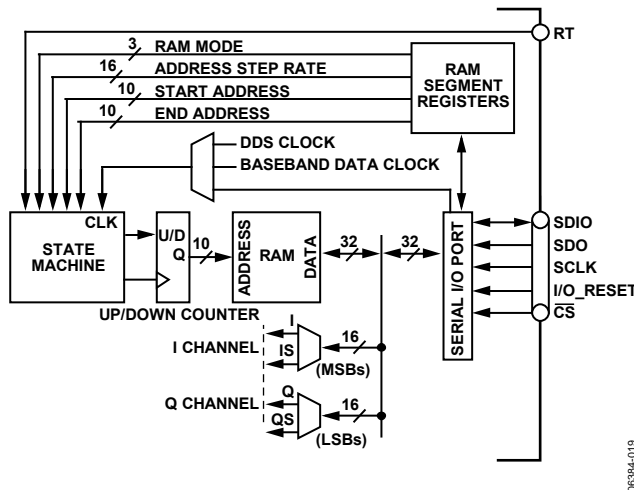 RT
3 RAM MODE
16 ADDRESS STEP RATE
10 START ADDRESS
10 END ADDRESS
RAM
SEGMENT
REGISTERS
DDS CLOCK
BASEBAND DATA CLOCK
CLK
STATE
MACHINE
U/D
Q
10
ADDRESS
RAM
DATA
32
32
SERIAL I/O PORT
SDIO
SDO
SCLK
I/O_RESET
CS
UP/DOWN COUNTER
I CHANNEL
I
IS
16
(MSBs)
Q CHANNEL
Q
QS
16
(LSBs)
06384-019